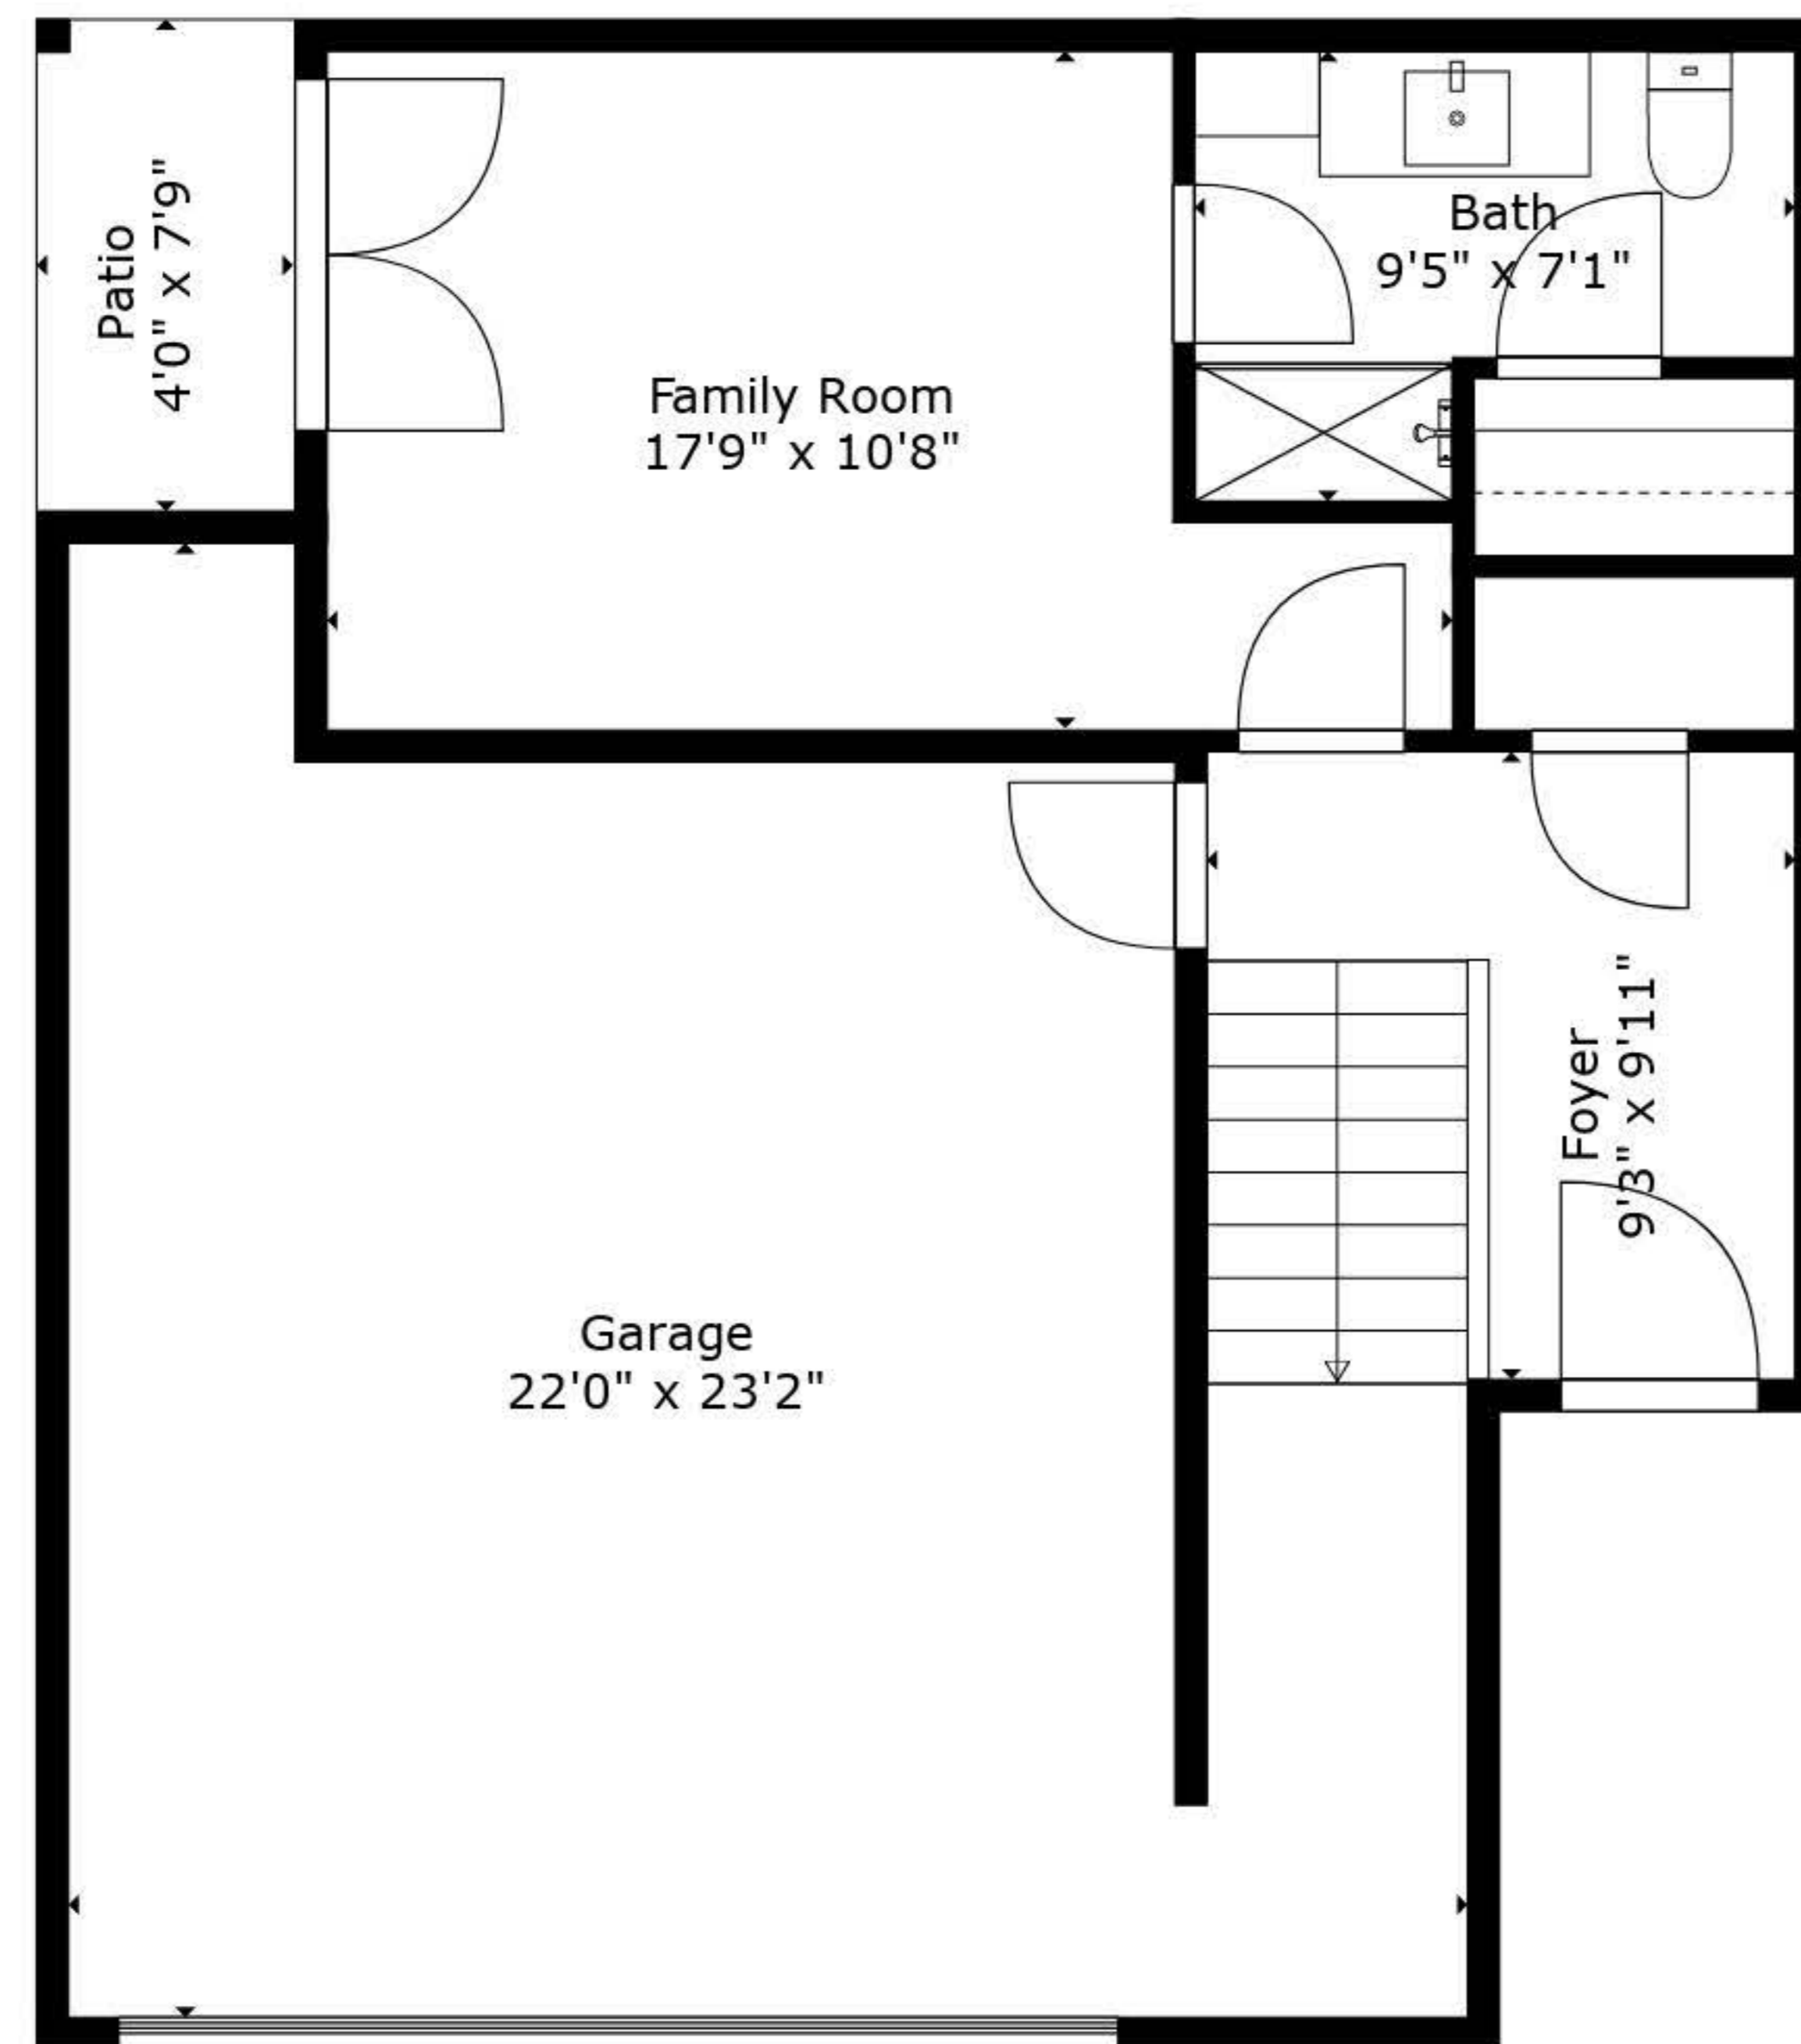 Patio
4'0" x 7'9"
Bath
9'5" x 7'1"
Family Room
17'9" x 10'8"
Foyer
9'3" x 9'11"
Garage
22'0" x 23'2"